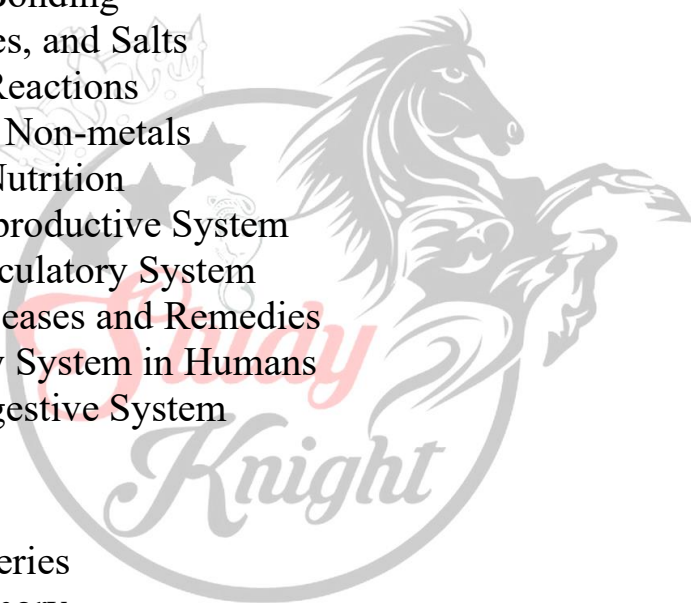 Bonding
es, and Salts
Reactions
Non-metals
Nutrition
productive System
culatory System
eases and Remedies
y System in Humans
gestive System
Study
Knight
eries